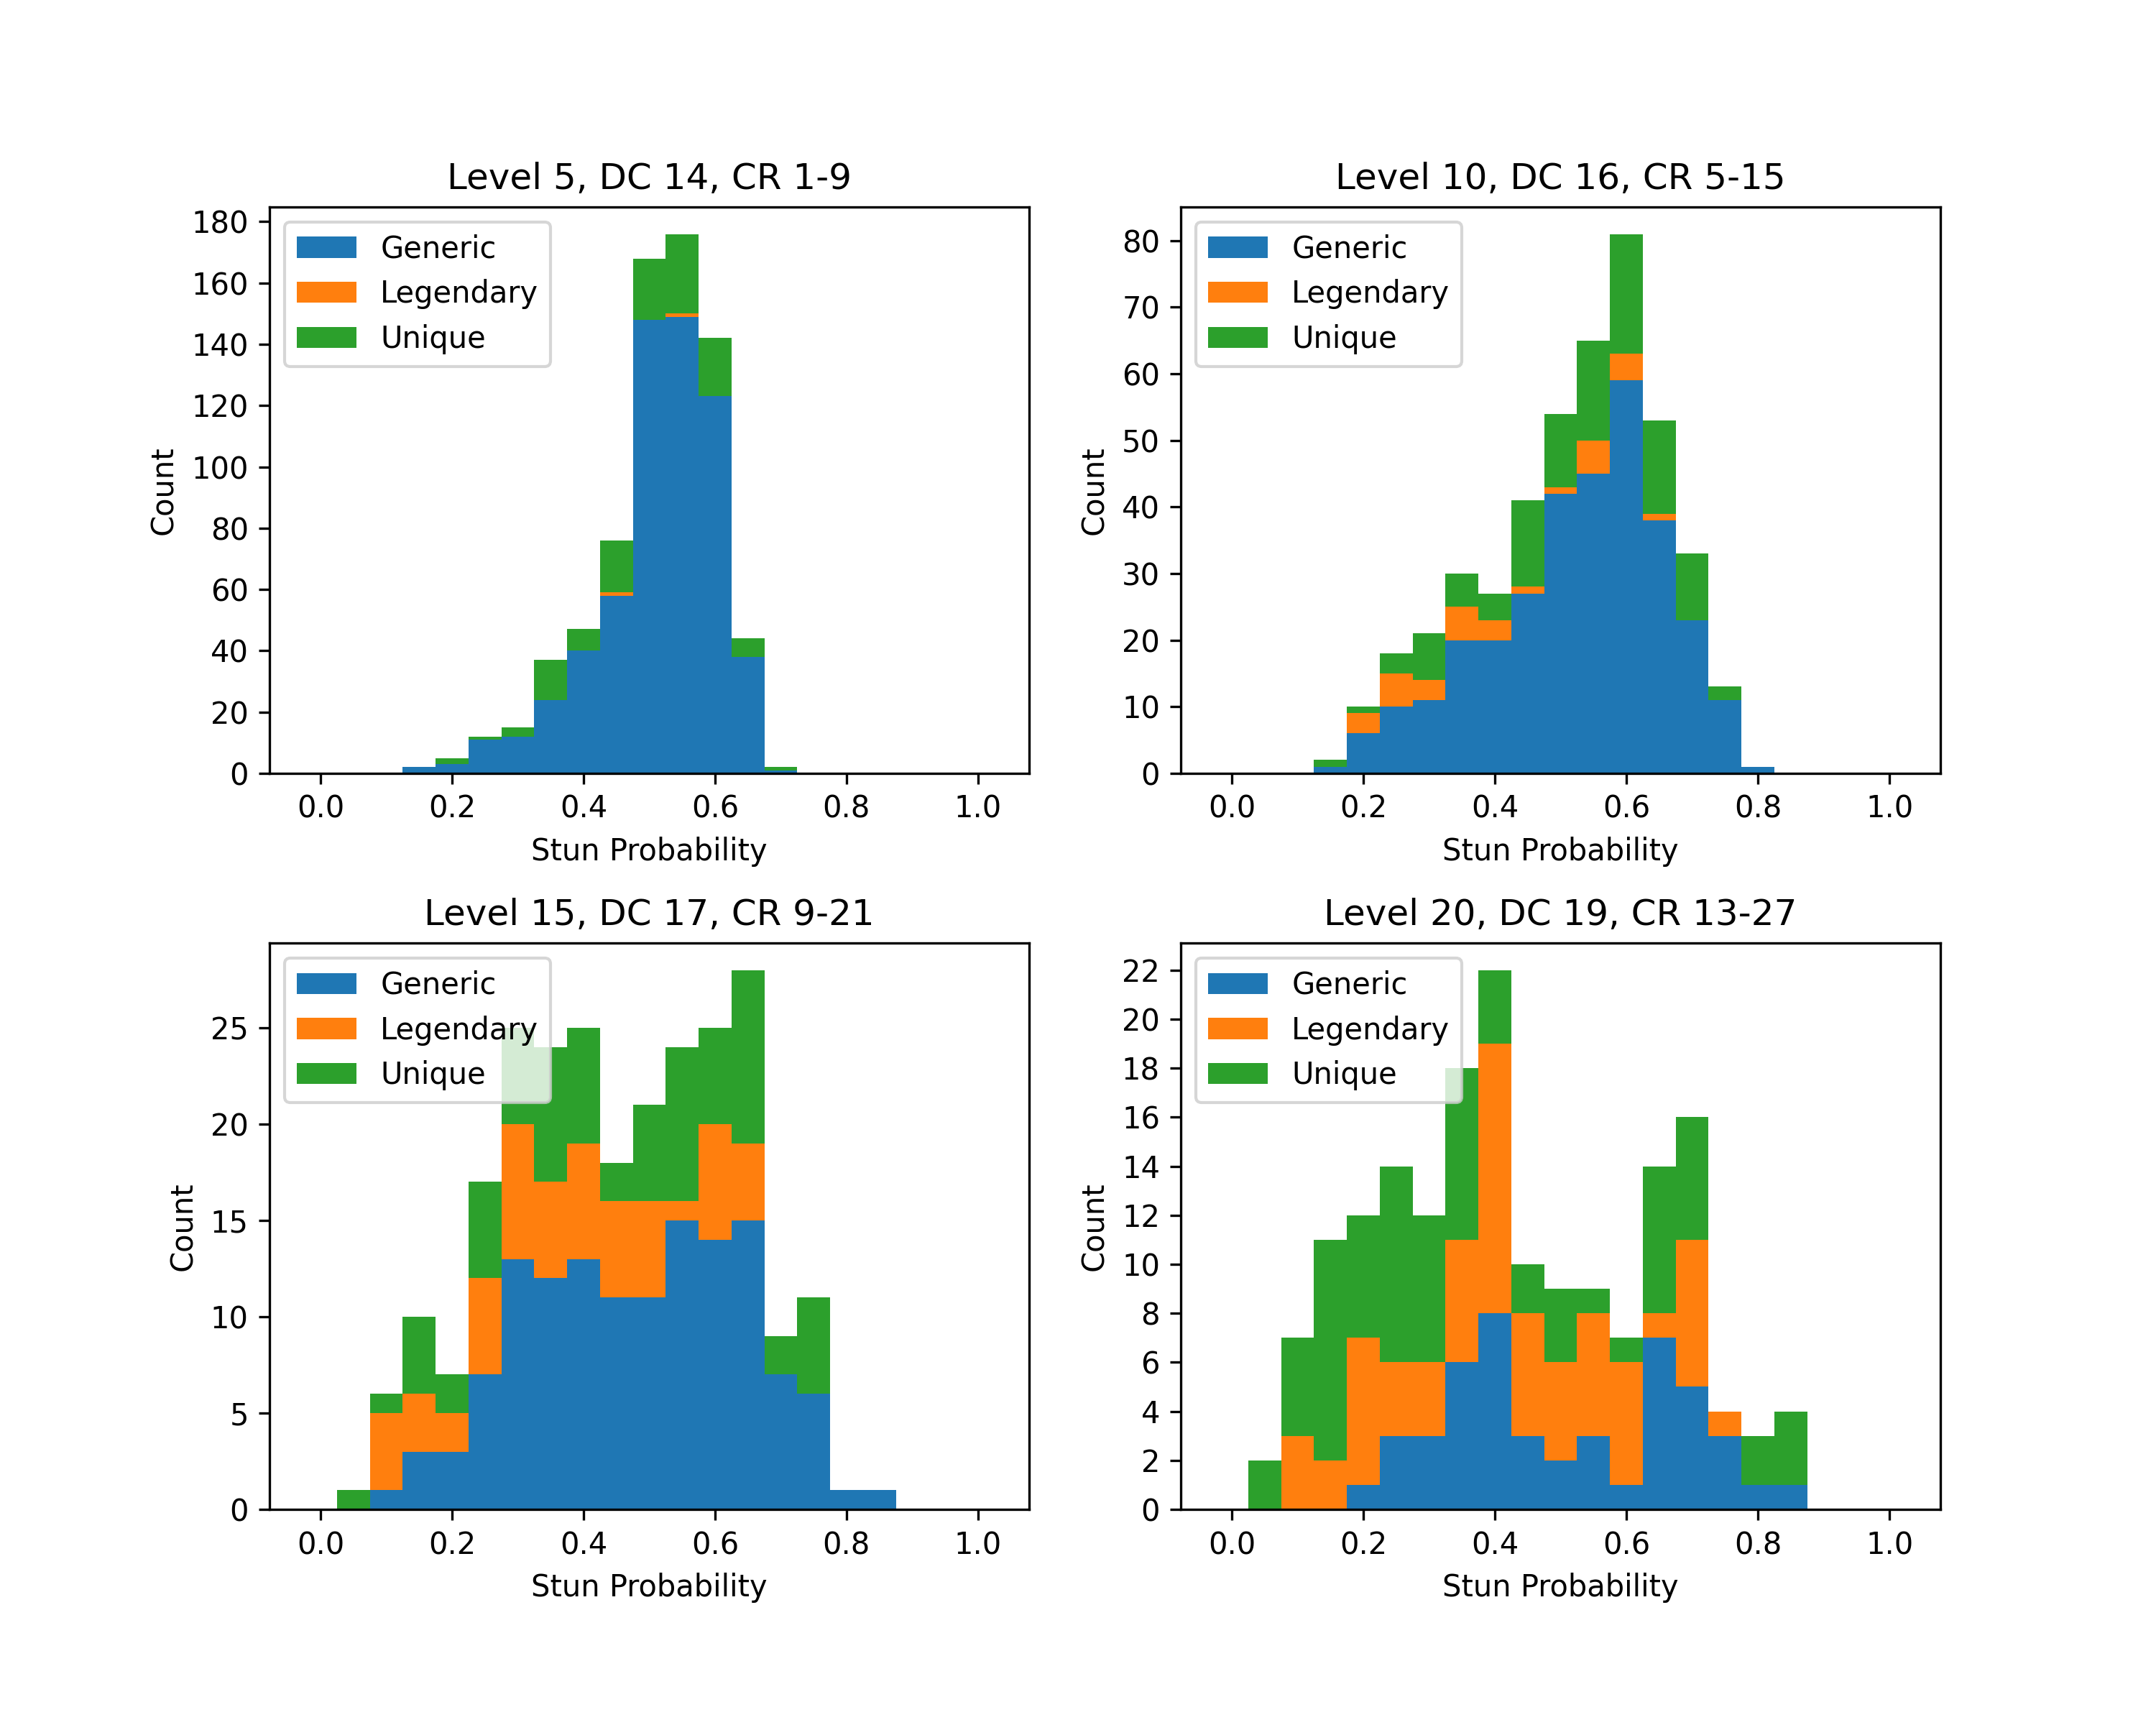 Level 5, DC 14, CR 1-9
180
160
140
120
100
80
60
40
20
0
Count
Generic
Legendary
Unique
0.0 0.2 0.4 0.6 0.8 1.0
Stun Probability
Level 10, DC 16, CR 5-15
80
70
60
50
40
30
20
10
0
Count
Generic
Legendary
Unique
0.0 0.2 0.4 0.6 0.8 1.0
Stun Probability
Level 15, DC 17, CR 9-21
25
20
15
10
5
0
Count
Generic
Legendary
Unique
0.0 0.2 0.4 0.6 0.8 1.0
Stun Probability
Level 20, DC 19, CR 13-27
22
20
18
16
14
12
10
8
6
4
2
0
Count
Generic
Legendary
Unique
0.0 0.2 0.4 0.6 0.8 1.0
Stun Probability